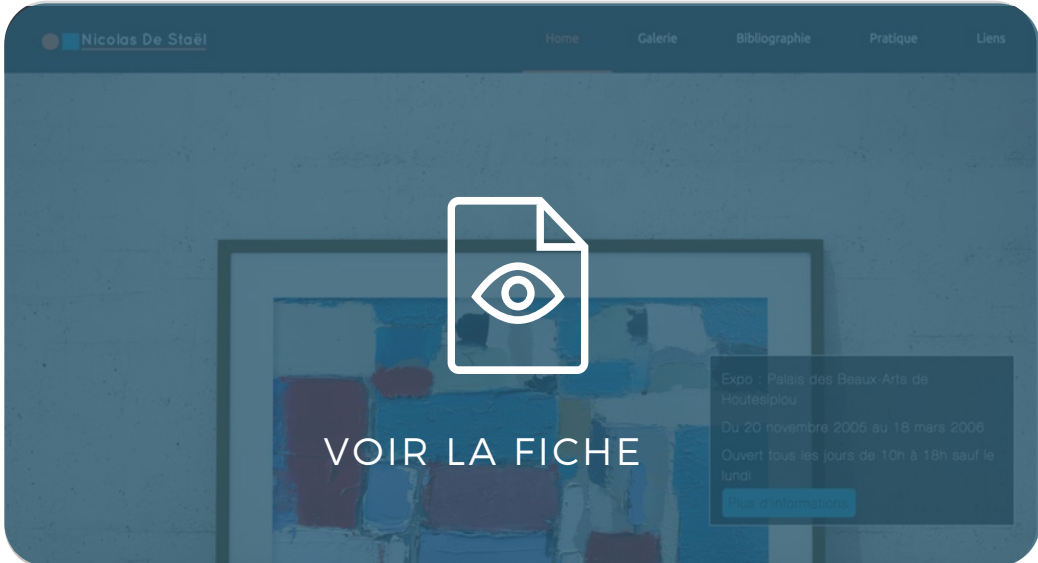 Nicolas De Staël
Home Galerie Bibliographie Pratique Liens
VOIR LA FICHE
Expo : Palais des Beaux-Arts de
Houtesiplou
Du 20 novembre 2005 au 18 mars 2006
Ouvert tous les jours de 10h à 18h sauf le
lundi
Plus d'informations